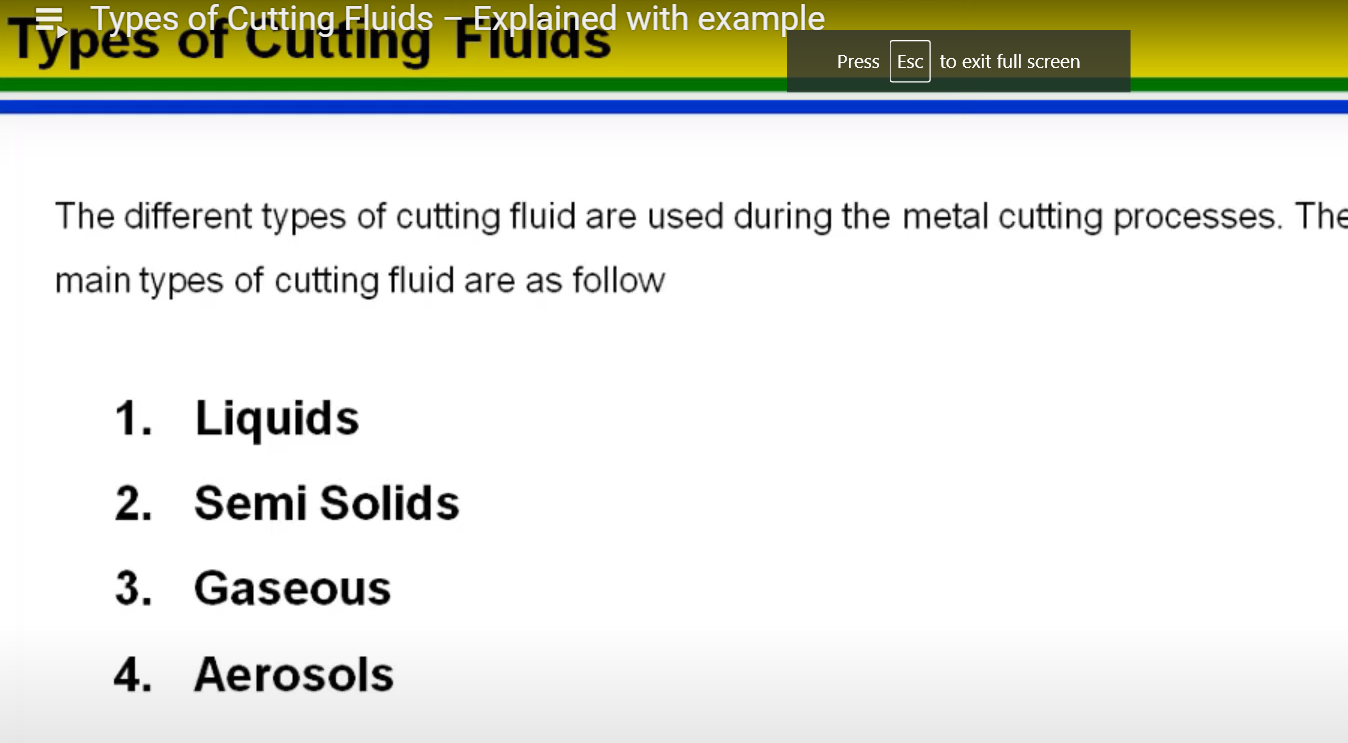 Types of Cutting Fluids – Explained with example
Types of Cutting Fluids
Press Esc to exit full screen
The different types of cutting fluid are used during the metal cutting processes. The
main types of cutting fluid are as follow
1. Liquids
2. Semi Solids
3. Gaseous
4. Aerosols